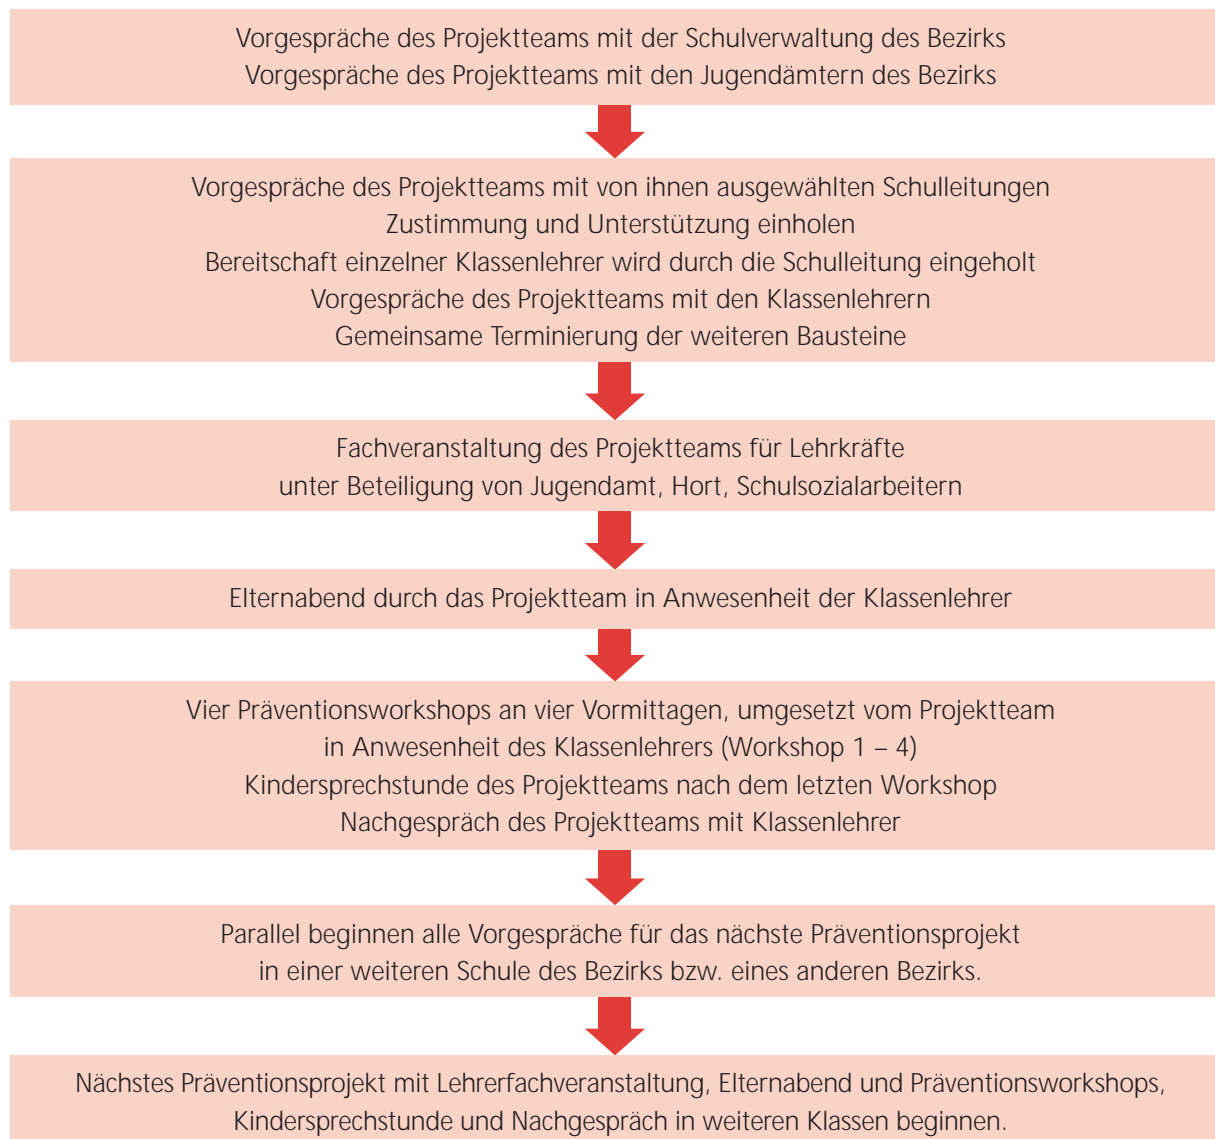 Vorgespräche des Projektteams mit der Schulverwaltung des Bezirks
Vorgespräche des Projektteams mit den Jugendämtern des Bezirks
Vorgespräche des Projektteams mit von ihnen ausgewählten Schulleitungen
Zustimmung und Unterstützung einholen
Bereitschaft einzelner Klassenlehrer wird durch die Schulleitung eingeholt
Vorgespräche des Projektteams mit den Klassenlehrern
Gemeinsame Terminierung der weiteren Bausteine
Fachveranstaltung des Projektteams für Lehrkräfte
unter Beteiligung von Jugendamt, Hort, Schulsozialarbeitern
Elternabend durch das Projektteam in Anwesenheit der Klassenlehrer
Vier Präventionsworkshops an vier Vormittagen, umgesetzt vom Projektteam
in Anwesenheit des Klassenlehrers (Workshop 1 – 4)
Kindersprechstunde des Projektteams nach dem letzten Workshop
Nachgespräch des Projektteams mit Klassenlehrer
Parallel beginnen alle Vorgespräche für das nächste Präventionsprojekt
in einer weiteren Schule des Bezirks bzw. eines anderen Bezirks.
Nächstes Präventionsprojekt mit Lehrerfachveranstaltung, Elternabend und Präventionsworkshops,
Kindersprechstunde und Nachgespräch in weiteren Klassen beginnen.